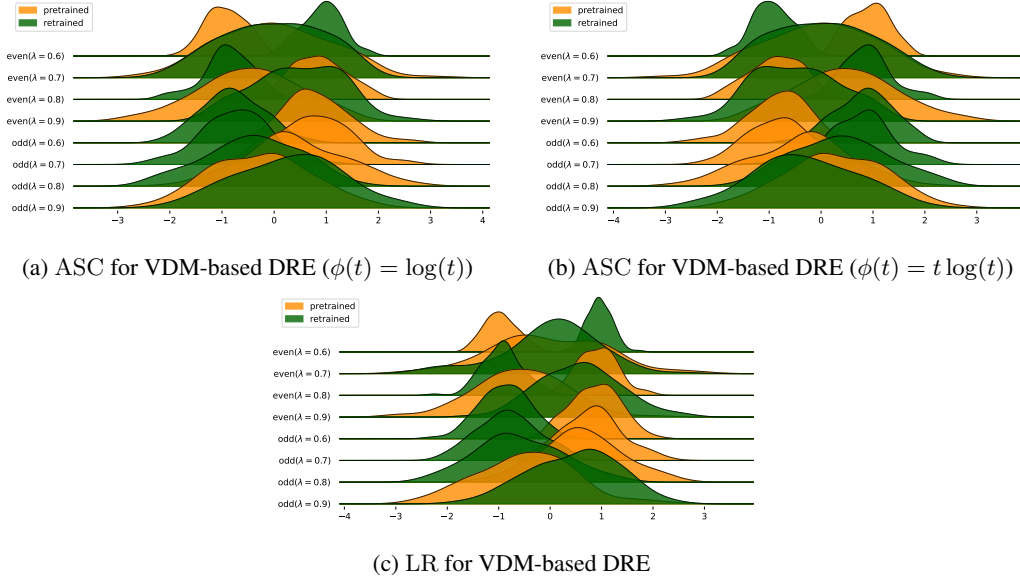 pretrained
retrained
even(λ = 0.6)
even(λ = 0.7)
even(λ = 0.8)
even(λ = 0.9)
odd(λ = 0.6)
odd(λ = 0.7)
odd(λ = 0.8)
odd(λ = 0.9)
−3 −2 −1 0 1 2 3 4
(a) ASC for VDM-based DRE (ϕ(t) = log(t))
pretrained
retrained
even(λ = 0.6)
even(λ = 0.7)
even(λ = 0.8)
even(λ = 0.9)
odd(λ = 0.6)
odd(λ = 0.7)
odd(λ = 0.8)
odd(λ = 0.9)
−4 −3 −2 −1 0 1 2 3
(b) ASC for VDM-based DRE (ϕ(t) = t log(t))
pretrained
retrained
even(λ = 0.6)
even(λ = 0.7)
even(λ = 0.8)
even(λ = 0.9)
odd(λ = 0.6)
odd(λ = 0.7)
odd(λ = 0.8)
odd(λ = 0.9)
−4 −3 −2 −1 0 1 2 3
(c) LR for VDM-based DRE